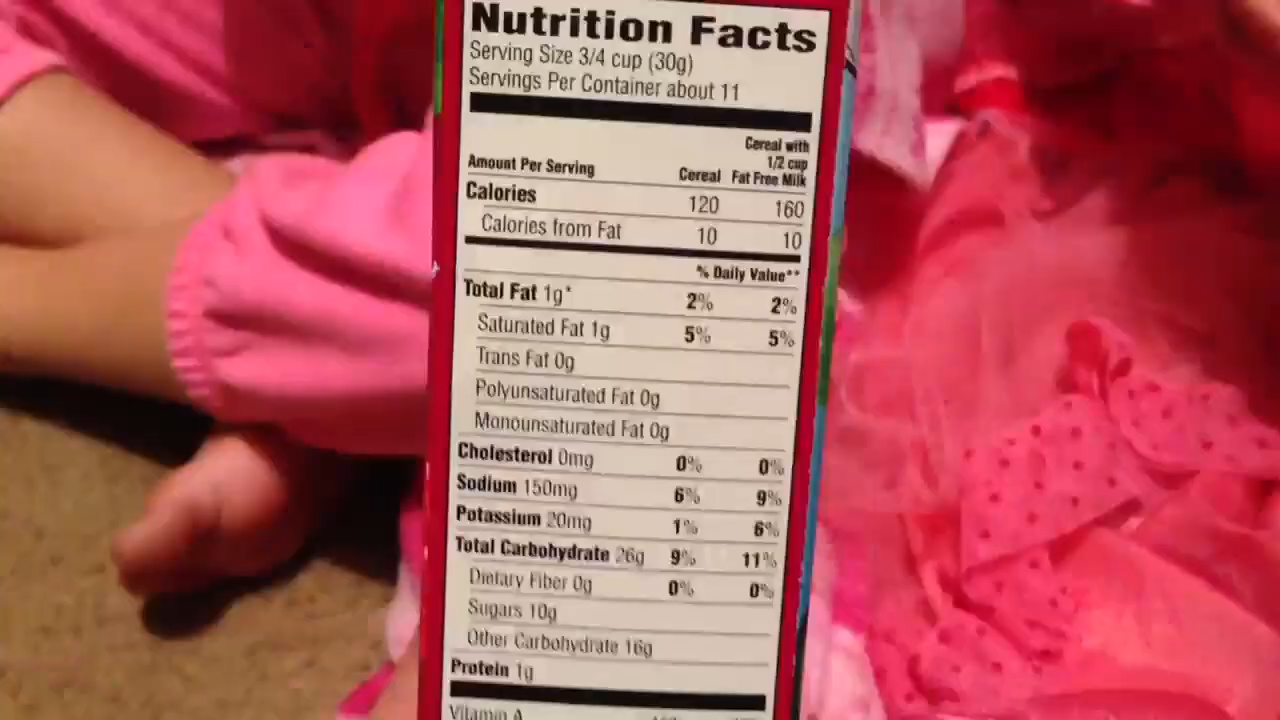 Nutrition Facts
Serving Size 3/4 cup (30g)
Servings Per Container about 11
Cereal with
1/2 cup
Amount Per Serving Cereal Fat Free Milk
Calories 120 160
Calories from Fat 10 10
% Daily Value**
Total Fat 1g* 2% 2%
Saturated Fat 1g 5% 5%
Trans Fat 0g
Polyunsaturated Fat 0g
Monounsaturated Fat 0g
Cholesterol 0mg 0% 0%
Sodium 150mg 6% 9%
Potassium 20mg 1% 6%
Total Carbohydrate 26g 9% 11%
Dietary Fiber 0g 0% 0%
Sugars 10g
Other Carbohydrate 16g
Protein 1g
Vitamin A